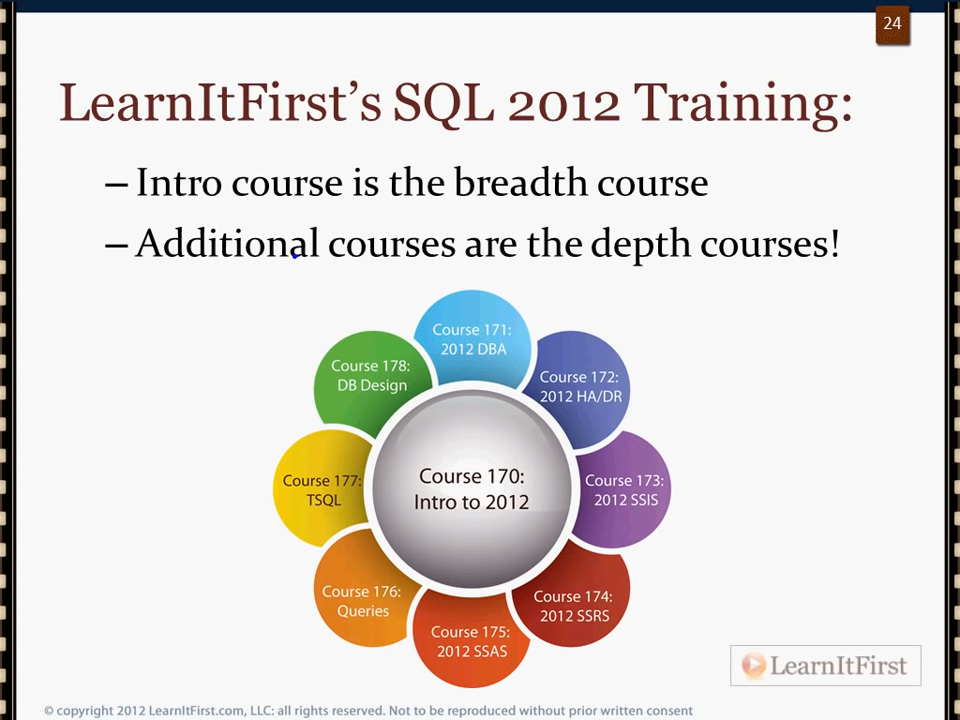 24
LearnItFirst’s SQL 2012 Training:
– Intro course is the breadth course
– Additional courses are the depth courses!
Course 171:
2012 DBA
Course 172:
2012 HA/DR
Course 173:
2012 SSIS
Course 174:
2012 SSRS
Course 175:
2012 SSAS
Course 176:
Queries
Course 177:
TSQL
Course 178:
DB Design
Course 170:
Intro to 2012
LearnItFirst
© copyright 2012 LearnItFirst.com, LLC: all rights reserved. Not to be reproduced without prior written consent